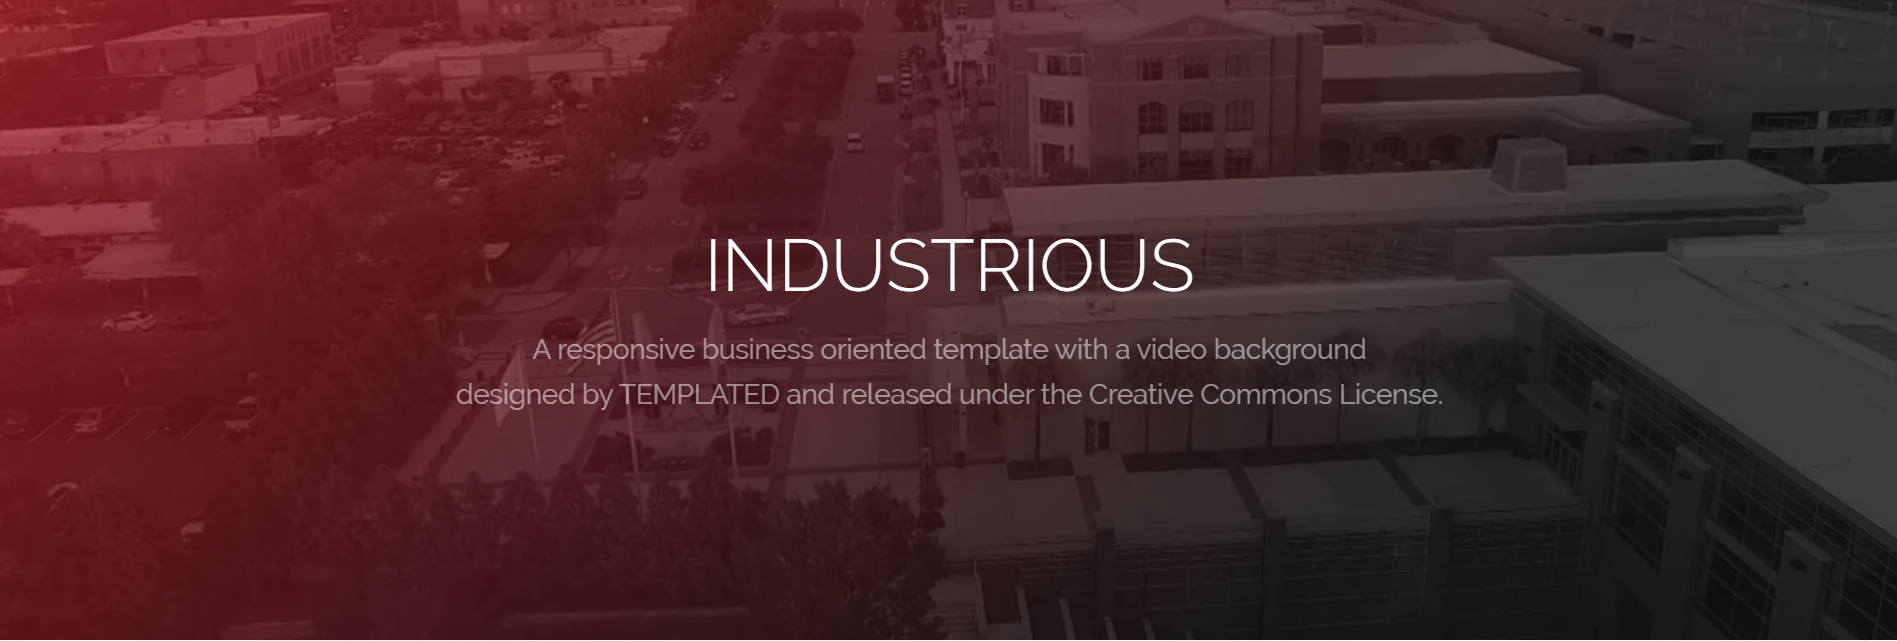 INDUSTRIOUS
A responsive business oriented template with a video background
designed by TEMPLATED and released under the Creative Commons License.